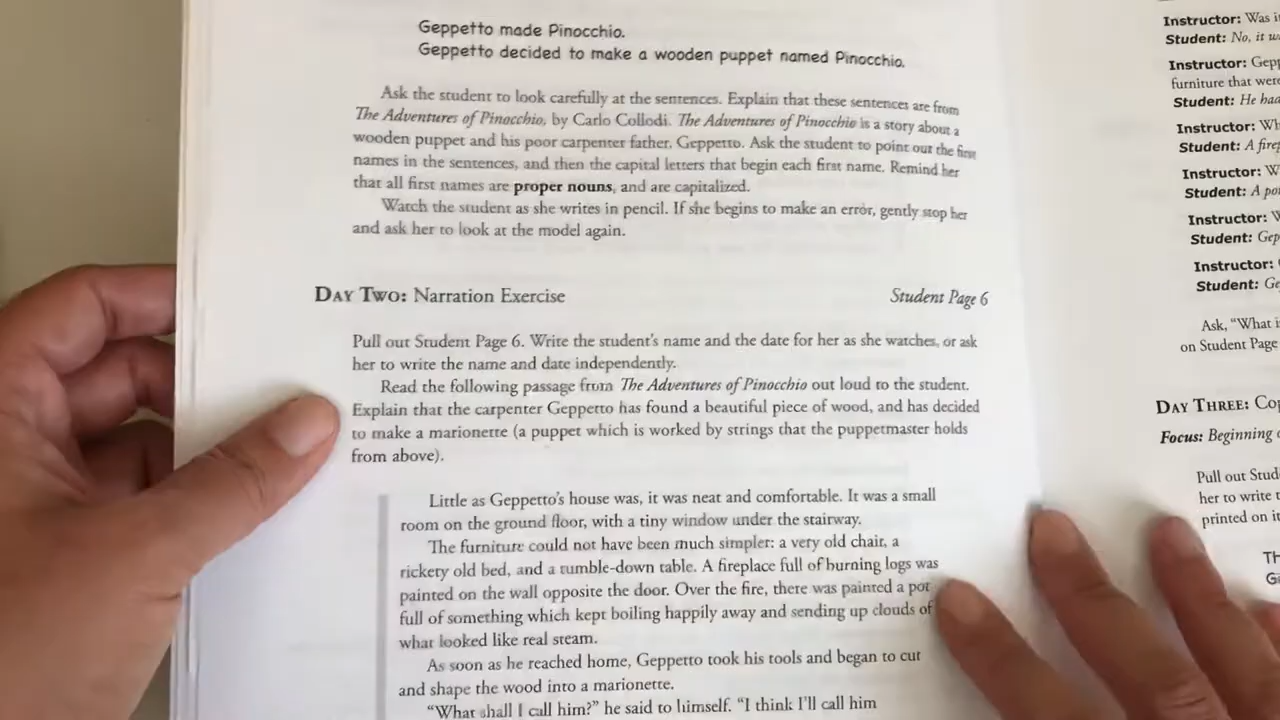 Geppetto made Pinocchio.
Geppetto decided to make a wooden puppet named Pinocchio.
Ask the student to look carefully at the sentences. Explain that these sentences are from
The Adventures of Pinocchio, by Carlo Collodi. The Adventures of Pinocchio is a story about a
wooden puppet and his poor carpenter father, Geppetto. Ask the student to point out the first
names in the sentences, and then the capital letters that begin each first name. Remind her
that all first names are proper nouns, and are capitalized.
Watch the student as she writes in pencil. If she begins to make an error, gently stop her
and ask her to look at the model again.
DAY TWO: Narration Exercise
Student Page 6
Pull out Student Page 6. Write the student's name and the date for her as she watches, or ask
her to write the name and date independently.
Read the following passage from The Adventures of Pinocchio out loud to the student.
Explain that the carpenter Geppetto has found a beautiful piece of wood, and has decided
to make a marionette (a puppet which is worked by strings that the puppetmaster holds
from above).
Little as Geppetto's house was, it was neat and comfortable. It was a small
room on the ground floor, with a tiny window under the stairway.
The furniture could not have been much simpler: a very old chair, a
rickety old bed, and a tumble-down table. A fireplace full of burning logs was
painted on the wall opposite the door. Over the fire, there was painted a pot
full of something which kept boiling happily away and sending up clouds of
what looked like real steam.
As soon as he reached home, Geppetto took his tools and began to cut
and shape the wood into a marionette.
"What shall I call him?" he said to himself. "I think I'll call him
Instructor: Was i
Student: No, it w
Instructor: Gep
furniture that were
Student: He had
Instructor: Wh
Student: A fire
Instructor: W
Student: A po
Instructor:
Student: Gep
Instructor:
Student: Ge
Ask, "What i
on Student Page
DAY THREE: Co
Focus: Beginning
Pull out Stud
her to write
printed on it
Th
G